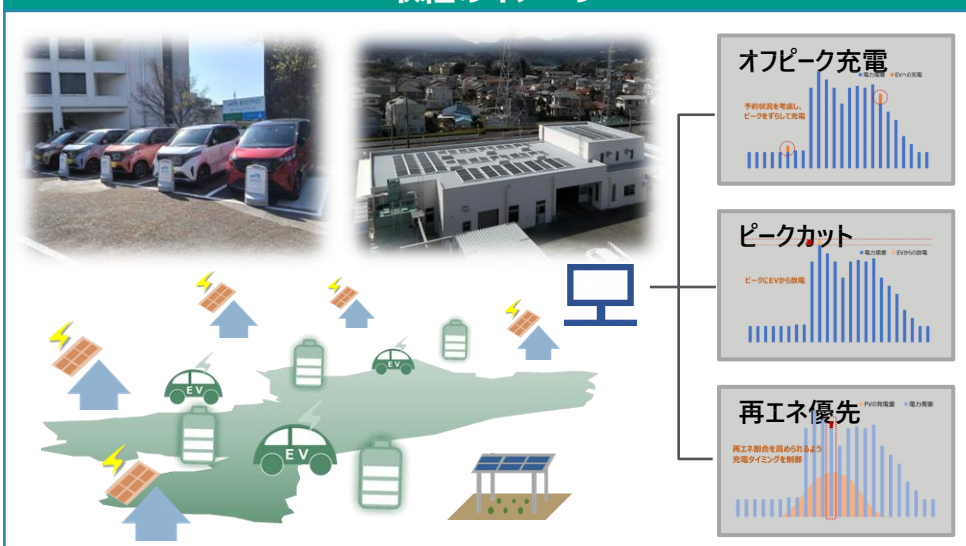 オフピーク充電
■電力需要 ■EVへの充電
予約状況を考慮し、
ピークをずらして充電
ピークカット
■電力需要 EVからの放電
ピークにEVから放電
再エネ優先
PVの発電量 ■電力需要
再エネ割合を高められるよう
充電タイミングを制御
EV
EV
EV